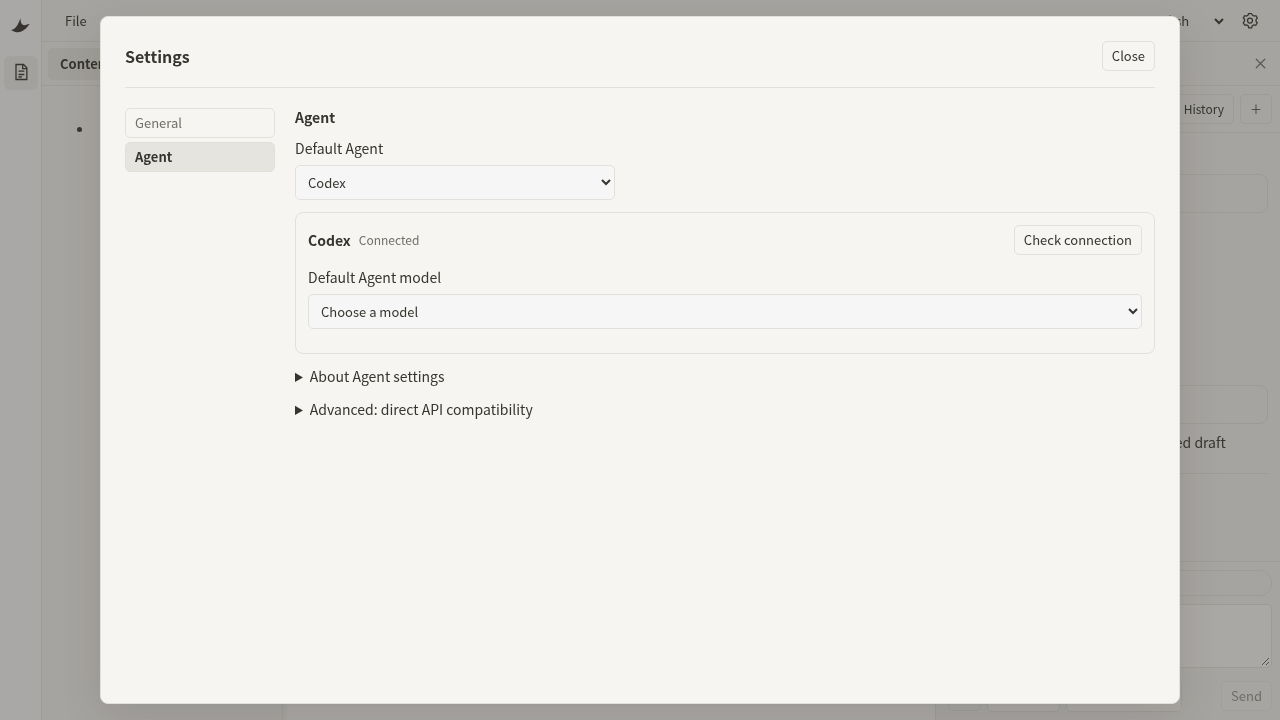 File
Settings
Close
General
Agent
Agent
Default Agent
Codex
Codex Connected
Check connection
Default Agent model
Choose a model
About Agent settings
Advanced: direct API compatibility
History
+
draft
Send